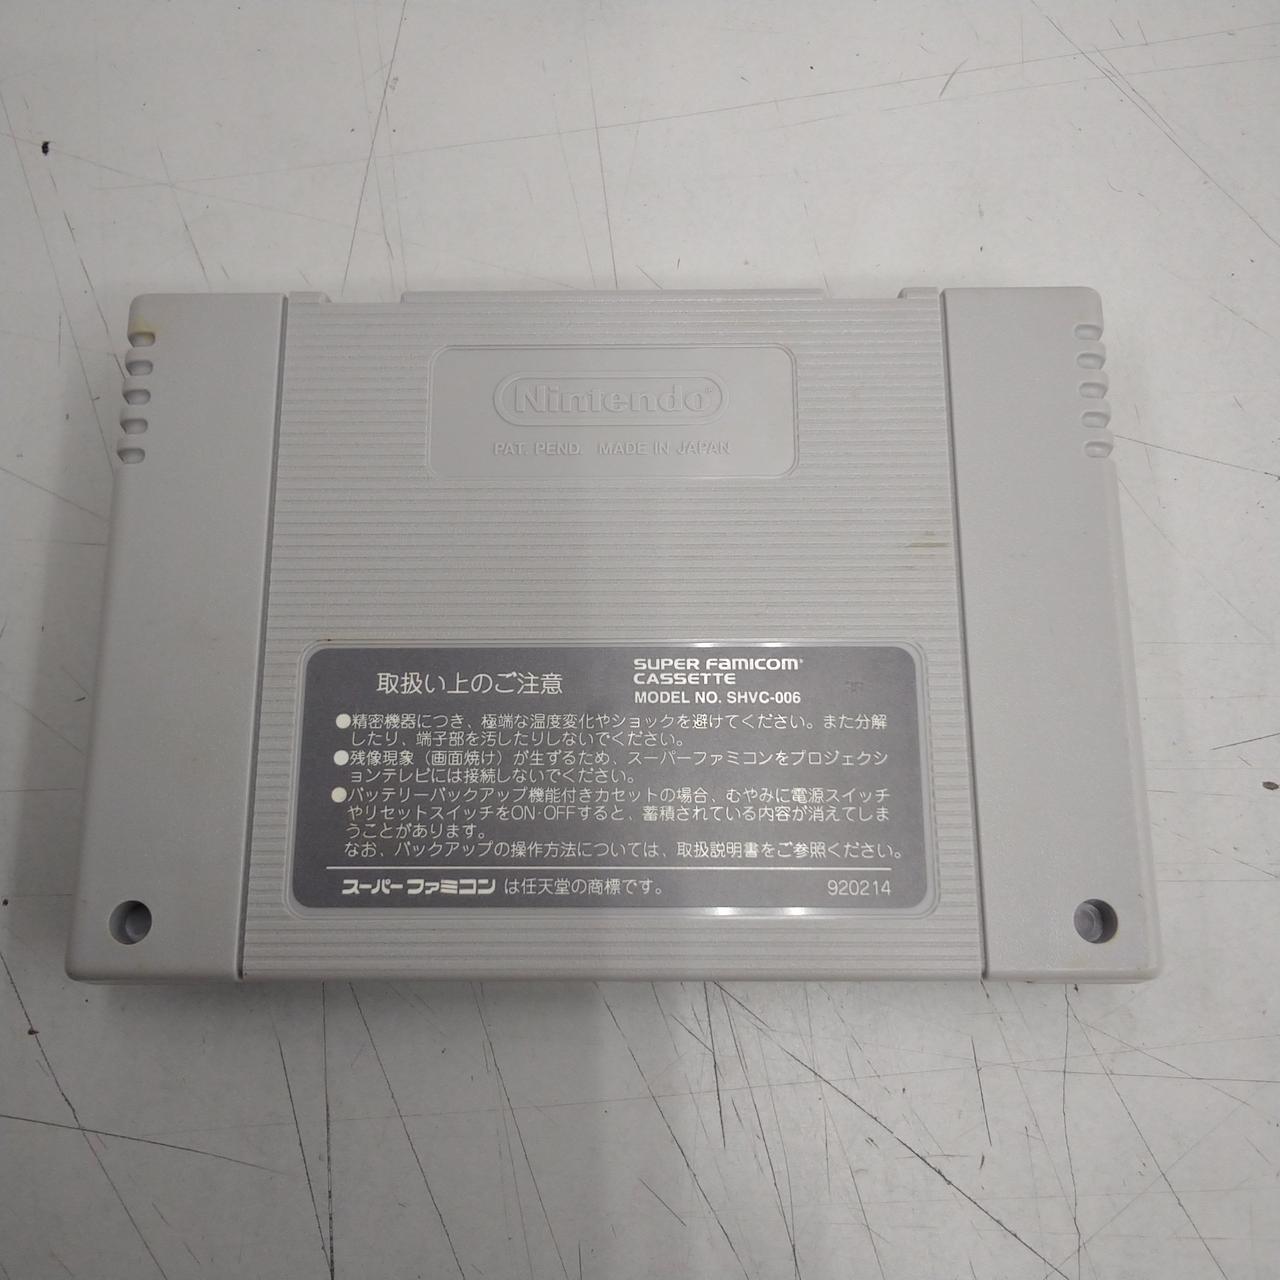 Nintendo®
PAT. PEND. MADE IN JAPAN
取扱い上のご注意
SUPER FAMICOM®
CASSETTE
MODEL NO. SHVC-006
●精密機器につき、極端な温度変化やショックを避けてください。また分解
したり、端子部を汚したりしないでください。
●残像現象（画面焼け）が生ずるため、スーパーファミコンをプロジェクシ
ョンテレビには接続しないでください。
●バッテリーバックアップ機能付きカセットの場合、むやみに電源スイッチ
やリセットスイッチをON・OFFすると、蓄積されている内容が消えてしま
うことがあります。
なお、バックアップの操作方法については、取扱説明書をご参照ください。
スーパーファミコン は任天堂の商標です。
920214